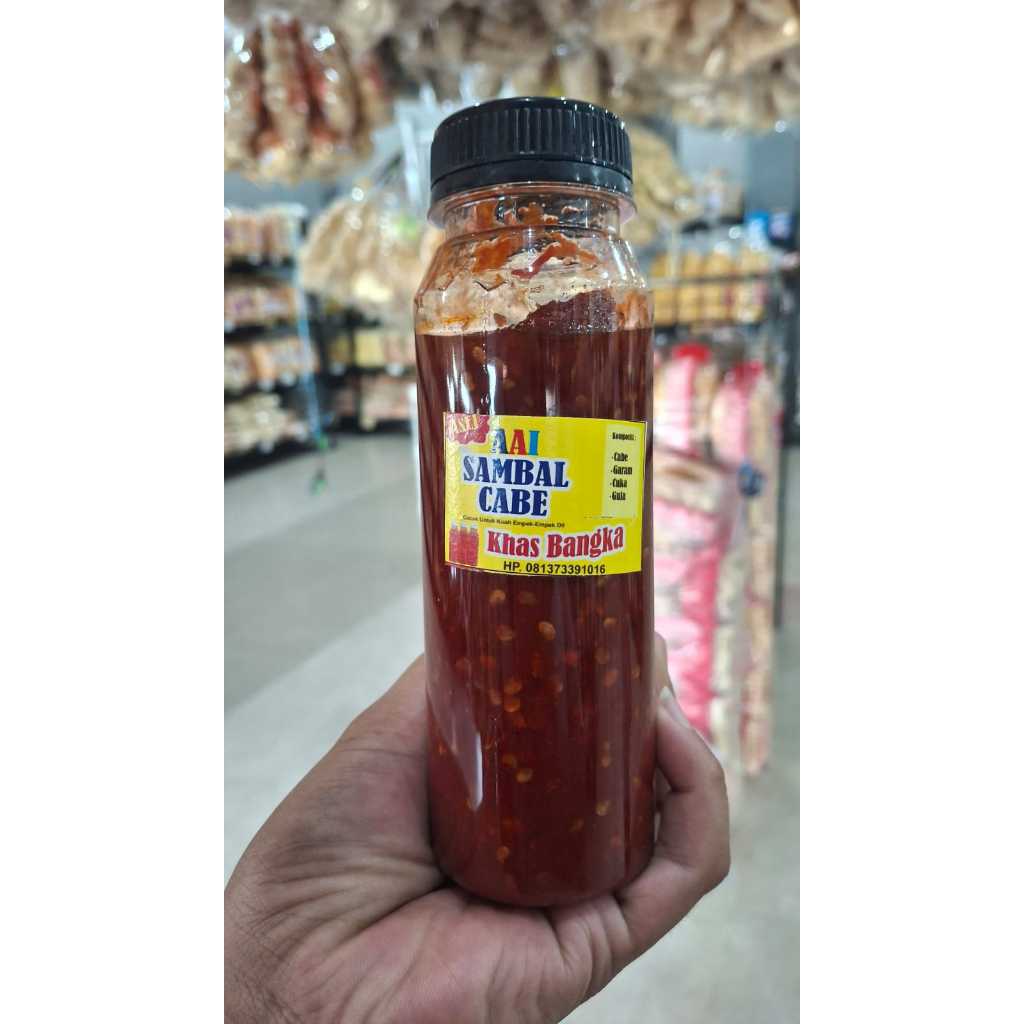 ASLI
AAI
SAMBAL
CABE
Cocok Untuk Kuah Empek-Empek Dll
Khas Bangka
HP. 081373391016
Komposisi :
-Cabe
-Garam
-Cuka
-Gula